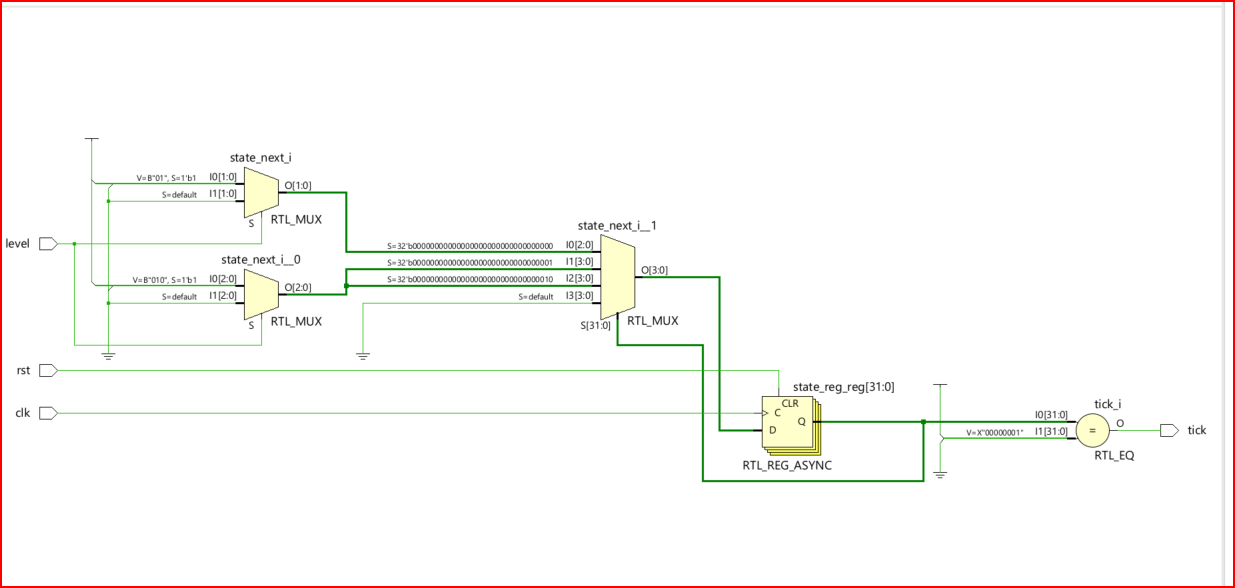 state_next_i
V=B"01", S=1'b1 I0[1:0]
O[1:0]
S=default I1[1:0]
S
RTL_MUX
level
state_next_i__0
V=B"010", S=1'b1 I0[2:0]
O[2:0]
S=default I1[2:0]
S
RTL_MUX
state_next_i__1
S=32'b00000000000000000000000000000000 I0[2:0]
S=32'b00000000000000000000000000000001 I1[3:0]
O[3:0]
S=32'b00000000000000000000000000000010 I2[3:0]
S=default I3[3:0]
S[31:0]
RTL_MUX
rst
clk
state_reg_reg[31:0]
CLR
C
Q
D
RTL_REG_ASYNC
tick_i
I0[31:0]
V=X"00000001" I1[31:0]
=
O
tick
RTL_EQ